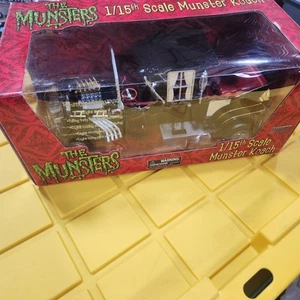 THE
MUNSTERS
1/15th Scale Munster Koach
THE
MUNSTERS
1/15th Scale
Munster Koach
WARNING